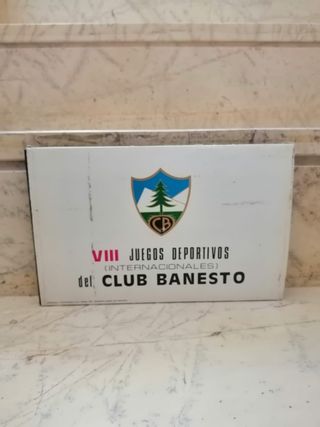 CB
VIII JUEGOS DEPORTIVOS
(INTERNACIONALES)
del CLUB BANESTO